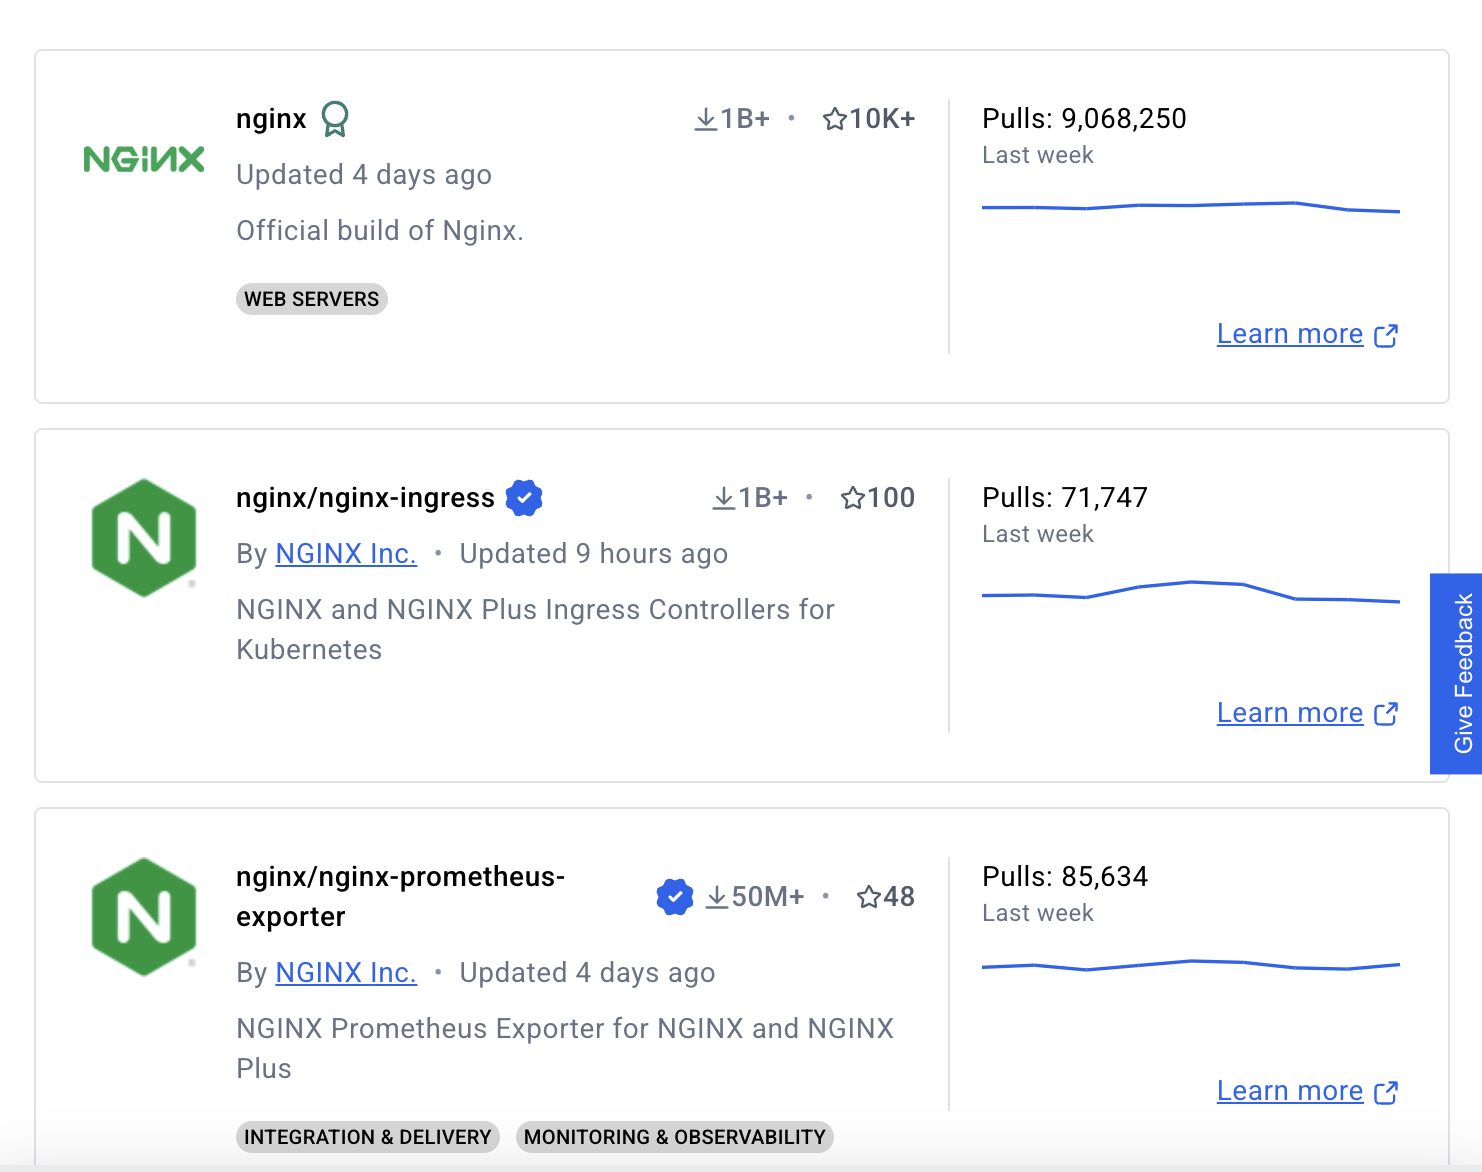 NGINX
nginx
1B+ • 10K+
Updated 4 days ago
Official build of Nginx.
WEB SERVERS
Pulls: 9,068,250
Last week
Learn more
N
nginx/nginx-ingress
1B+ • 100
By NGINX Inc. • Updated 9 hours ago
NGINX and NGINX Plus Ingress Controllers for
Kubernetes
Pulls: 71,747
Last week
Learn more
Give Feedback
N
nginx/nginx-prometheus-
exporter
50M+ • 48
By NGINX Inc. • Updated 4 days ago
NGINX Prometheus Exporter for NGINX and NGINX
Plus
INTEGRATION & DELIVERY
MONITORING & OBSERVABILITY
Pulls: 85,634
Last week
Learn more